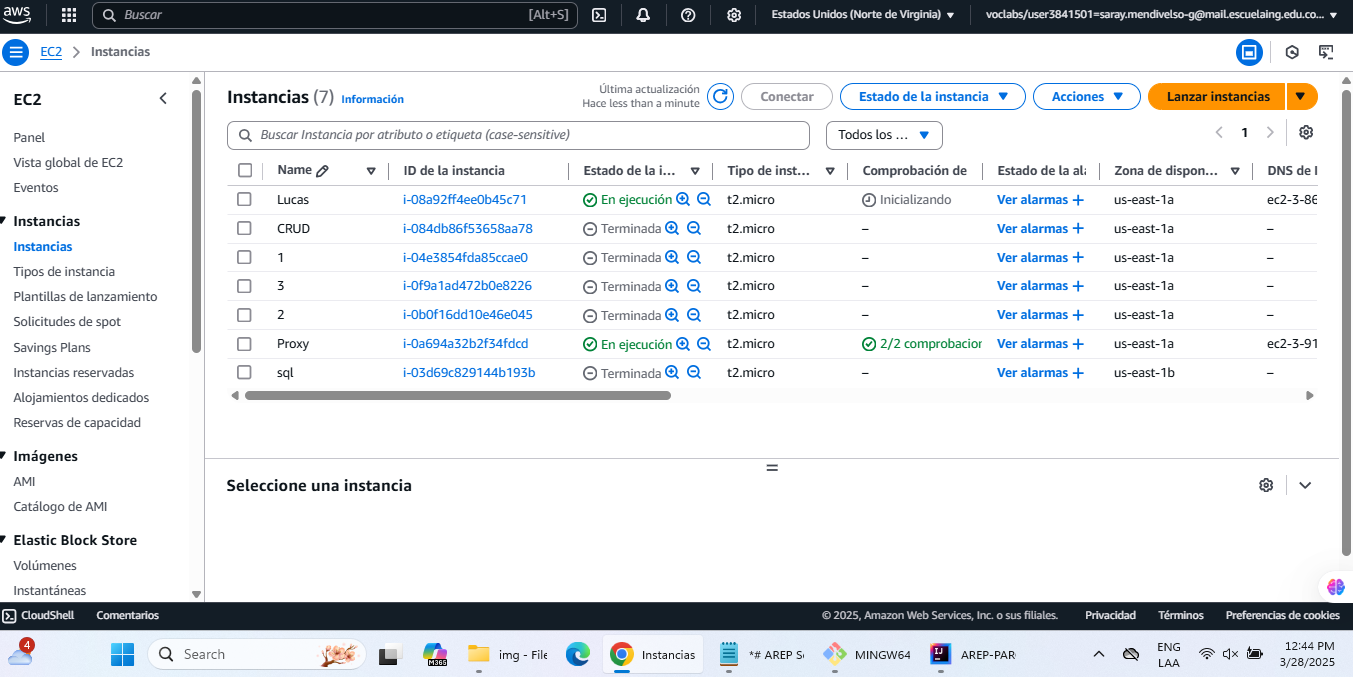 aws
Buscar
[Alt+S]
Estados Unidos (Norte de Virginia)
voclabs/user3841501=saray.mendivelso-g@mail.escuelaing.edu.co...
EC2 > Instancias
EC2
Panel
Vista global de EC2
Eventos
Instancias
Instancias
Tipos de instancia
Plantillas de lanzamiento
Solicitudes de spot
Savings Plans
Instancias reservadas
Alojamientos dedicados
Reservas de capacidad
Imágenes
AMI
Catálogo de AMI
Elastic Block Store
Volúmenes
Instantáneas
Instancias (7) Información
Última actualización
Hace less than a minute
Conectar
Estado de la instancia
Acciones
Lanzar instancias
Buscar Instancia por atributo o etiqueta (case-sensitive)
Todos los ...
1
Name ID de la instancia Estado de la i... Tipo de inst... Comprobación de Estado de la ala Zona de dispon... DNS de I
Lucas i-08a92ff4ee0b45c71 En ejecución t2.micro Inicializando Ver alarmas + us-east-1a ec2-3-86
CRUD i-084db86f53658aa78 Terminada t2.micro – Ver alarmas + us-east-1a –
1 i-04e3854fda85ccae0 Terminada t2.micro – Ver alarmas + us-east-1a –
3 i-0f9a1ad472b0e8226 Terminada t2.micro – Ver alarmas + us-east-1a –
2 i-0b0f16dd10e46e045 Terminada t2.micro – Ver alarmas + us-east-1a –
Proxy i-0a694a32b2f34fdcd En ejecución t2.micro 2/2 comprobacion Ver alarmas + us-east-1a ec2-3-91
sql i-03d69c829144b193b Terminada t2.micro – Ver alarmas + us-east-1b –
Seleccione una instancia
CloudShell
Comentarios
© 2025, Amazon Web Services, Inc. o sus filiales.
Privacidad
Términos
Preferencias de cookies
4
Search
M365
img - File
Instancias
*# AREP S
MINGW64
IJ
AREP-PAR
ENG
LAA
12:44 PM
3/28/2025